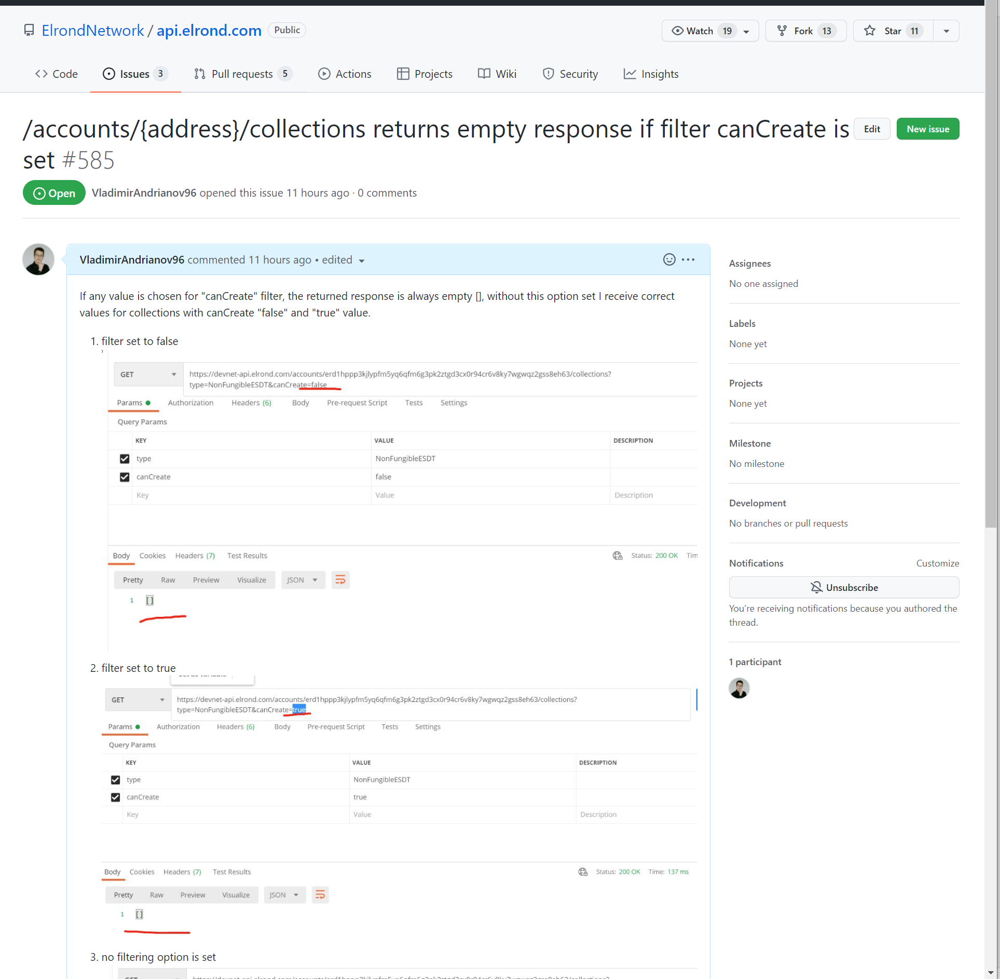 ElrondNetwork / api.elrond.com Public
Watch 19 Fork 13 Star 11
Code Issues 3 Pull requests 5 Actions Projects Wiki Security Insights
/accounts/{address}/collections returns empty response if filter canCreate is
set #585
Edit New issue
Open VladimirAndrianov96 opened this issue 11 hours ago · 0 comments
VladimirAndrianov96 commented 11 hours ago • edited
If any value is chosen for "canCreate" filter, the returned response is always empty [], without this option set I receive correct
values for collections with canCreate "false" and "true" value.
1. filter set to false
GET https://devnet-api.elrond.com/accounts/erd1hppp3kjlypfm5yq6qfm6g3pk2ztgd3cx0r94cr6v8ky7wgwqz2gss8eh63/collections?
type=NonFungibleESDT&canCreate=false
Params Authorization Headers (6) Body Pre-request Script Tests Settings
Query Params
KEY VALUE DESCRIPTION
type NonFungibleESDT
canCreate false
Key Value Description
Body Cookies Headers (7) Test Results Status: 200 OK Tim
Pretty Raw Preview Visualize JSON
1 []
2. filter set to true
GET https://devnet-api.elrond.com/accounts/erd1hppp3kjlypfm5yq6qfm6g3pk2ztgd3cx0r94cr6v8ky7wgwqz2gss8eh63/collections?
type=NonFungibleESDT&canCreate=true
Params Authorization Headers (6) Body Pre-request Script Tests Settings
Query Params
KEY VALUE DESCRIPTION
type NonFungibleESDT
canCreate true
Key Value Description
Body Cookies Headers (7) Test Results Status: 200 OK Time: 137 ms
Pretty Raw Preview Visualize JSON
1 []
3. no filtering option is set
Assignees
No one assigned
Labels
None yet
Projects
None yet
Milestone
No milestone
Development
No branches or pull requests
Notifications Customize
Unsubscribe
You're receiving notifications because you authored the
thread.
1 participant